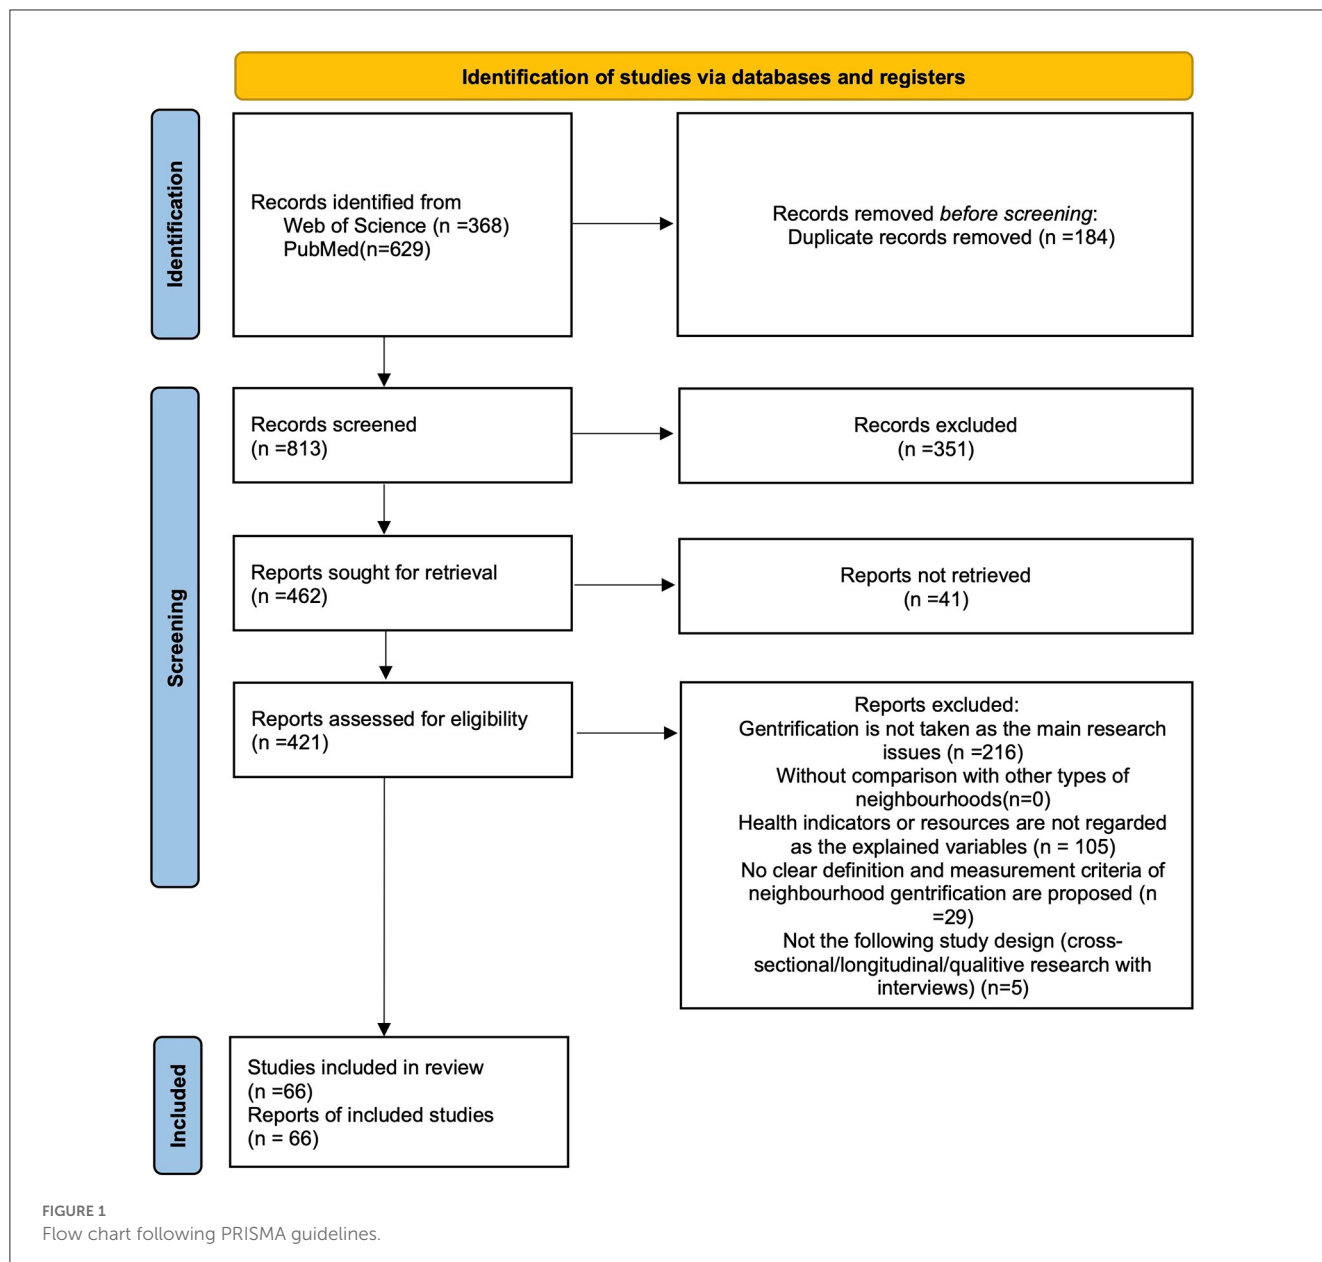 Identification of studies via databases and registers
Identification
Records identified from
Web of Science (n =368)
PubMed(n=629)
Records removed before screening:
Duplicate records removed (n =184)
Screening
Records screened
(n =813)
Records excluded
(n =351)
Reports sought for retrieval
(n =462)
Reports not retrieved
(n =41)
Reports assessed for eligibility
(n =421)
Reports excluded:
Gentrification is not taken as the main research
issues (n =216)
Without comparison with other types of
neighbourhoods(n=0)
Health indicators or resources are not regarded
as the explained variables (n = 105)
No clear definition and measurement criteria of
neighbourhood gentrification are proposed (n
=29)
Not the following study design (cross-
sectional/longitudinal/qualitive research with
interviews) (n=5)
Included
Studies included in review
(n =66)
Reports of included studies
(n = 66)
FIGURE 1
Flow chart following PRISMA guidelines.